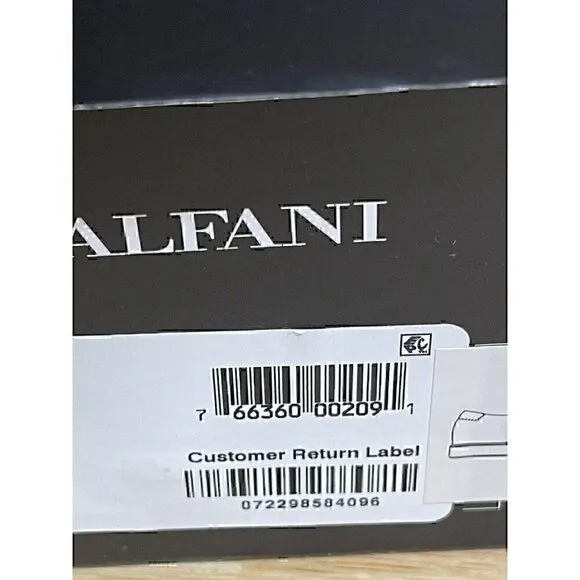 ALFANI
7 66360 00209 1
Customer Return Label
072298584096